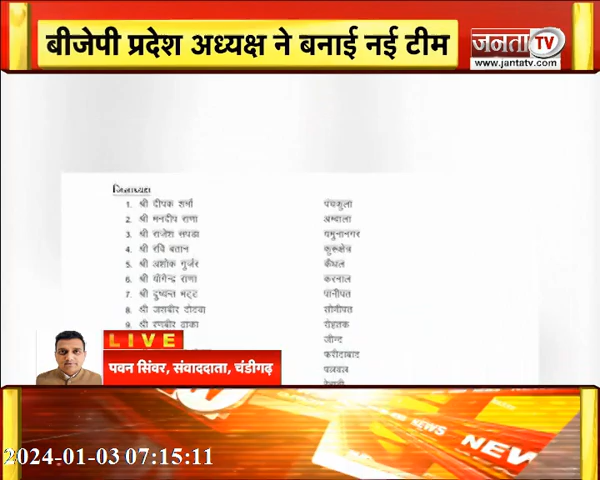 बीजेपी प्रदेश अध्यक्ष ने बनाई नई टीम
जनता TV
www.jantatv.com
जिलाध्यक्ष
1. श्री दीपक शर्मा पंचकुला
2. श्री मनदीप राणा अम्बाला
3. श्री राजेश सपडा यमुनानगर
4. श्री रवि बतान कुरूक्षेत्र
5. श्री अशोक गुर्जर कैथल
6. श्री योगेन्द्र राणा करनाल
7. श्री दुष्यन्त भट्ट पानीपत
8. श्री जसबीर दोदवा सोनीपत
9. श्री रणबीर ढाका रोहतक
जीन्द
फरीदाबाद
पलवल
LIVE
पवन सिंवर, संवाददाता, चंडीगढ़
NEWS
NEW
2024-01-03 07:15:11